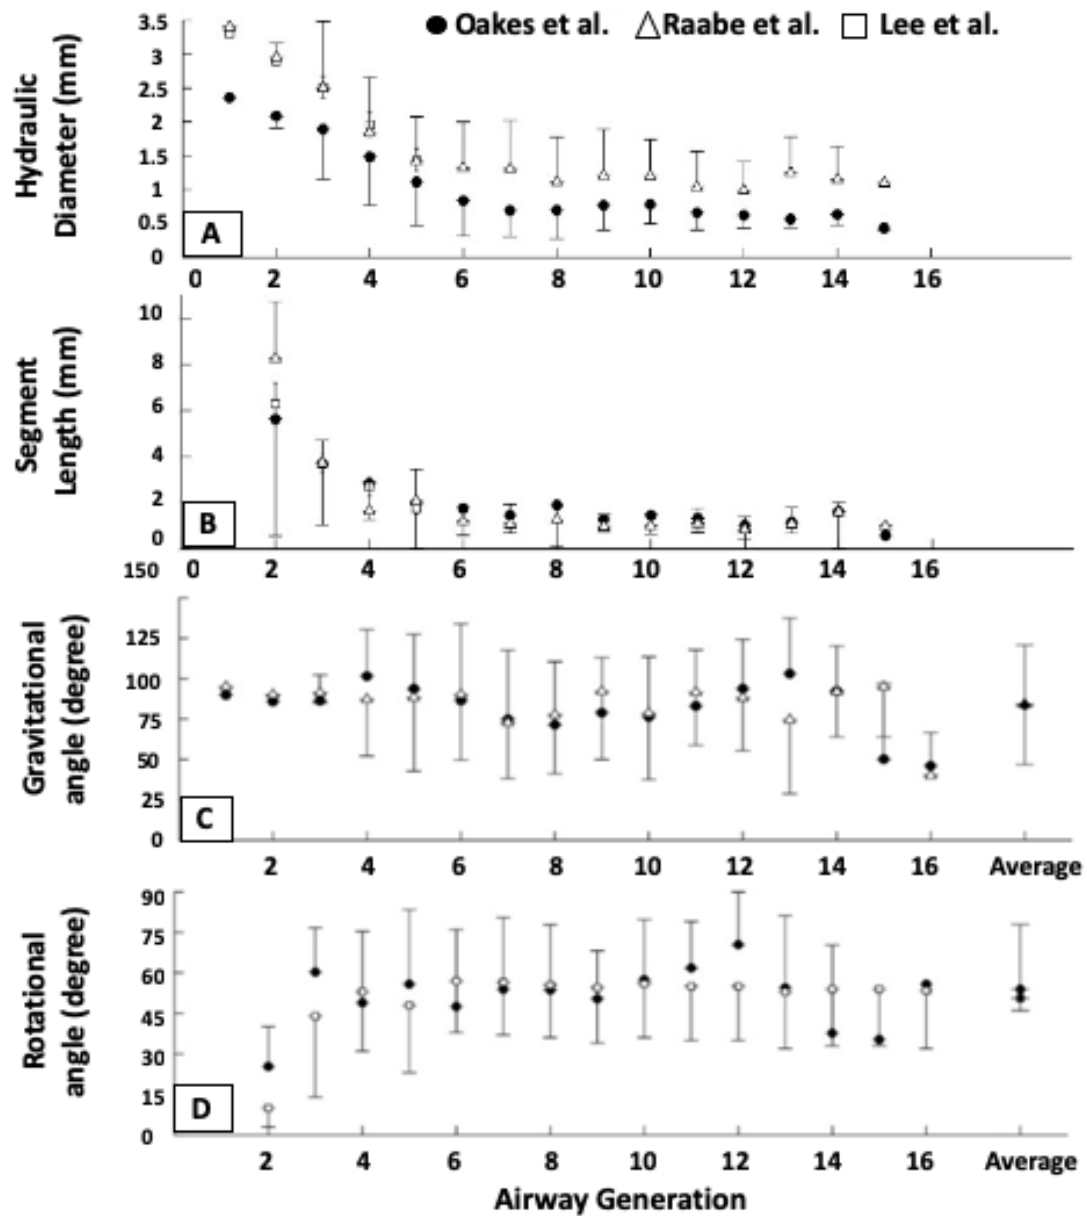 Oakes et al. Raabe et al. Lee et al.
Hydraulic
Diameter (mm)
3.5
3
2.5
2
1.5
1
0.5
0
A
0 2 4 6 8 10 12 14 16
Segment
Length (mm)
10
8
6
4
2
0
B
0 2 4 6 8 10 12 14 16
Gravitational
angle (degree)
150
125
100
75
50
25
0
C
2 4 6 8 10 12 14 16 Average
Rotational
angle (degree)
90
75
60
45
30
15
0
D
2 4 6 8 10 12 14 16 Average
Airway Generation